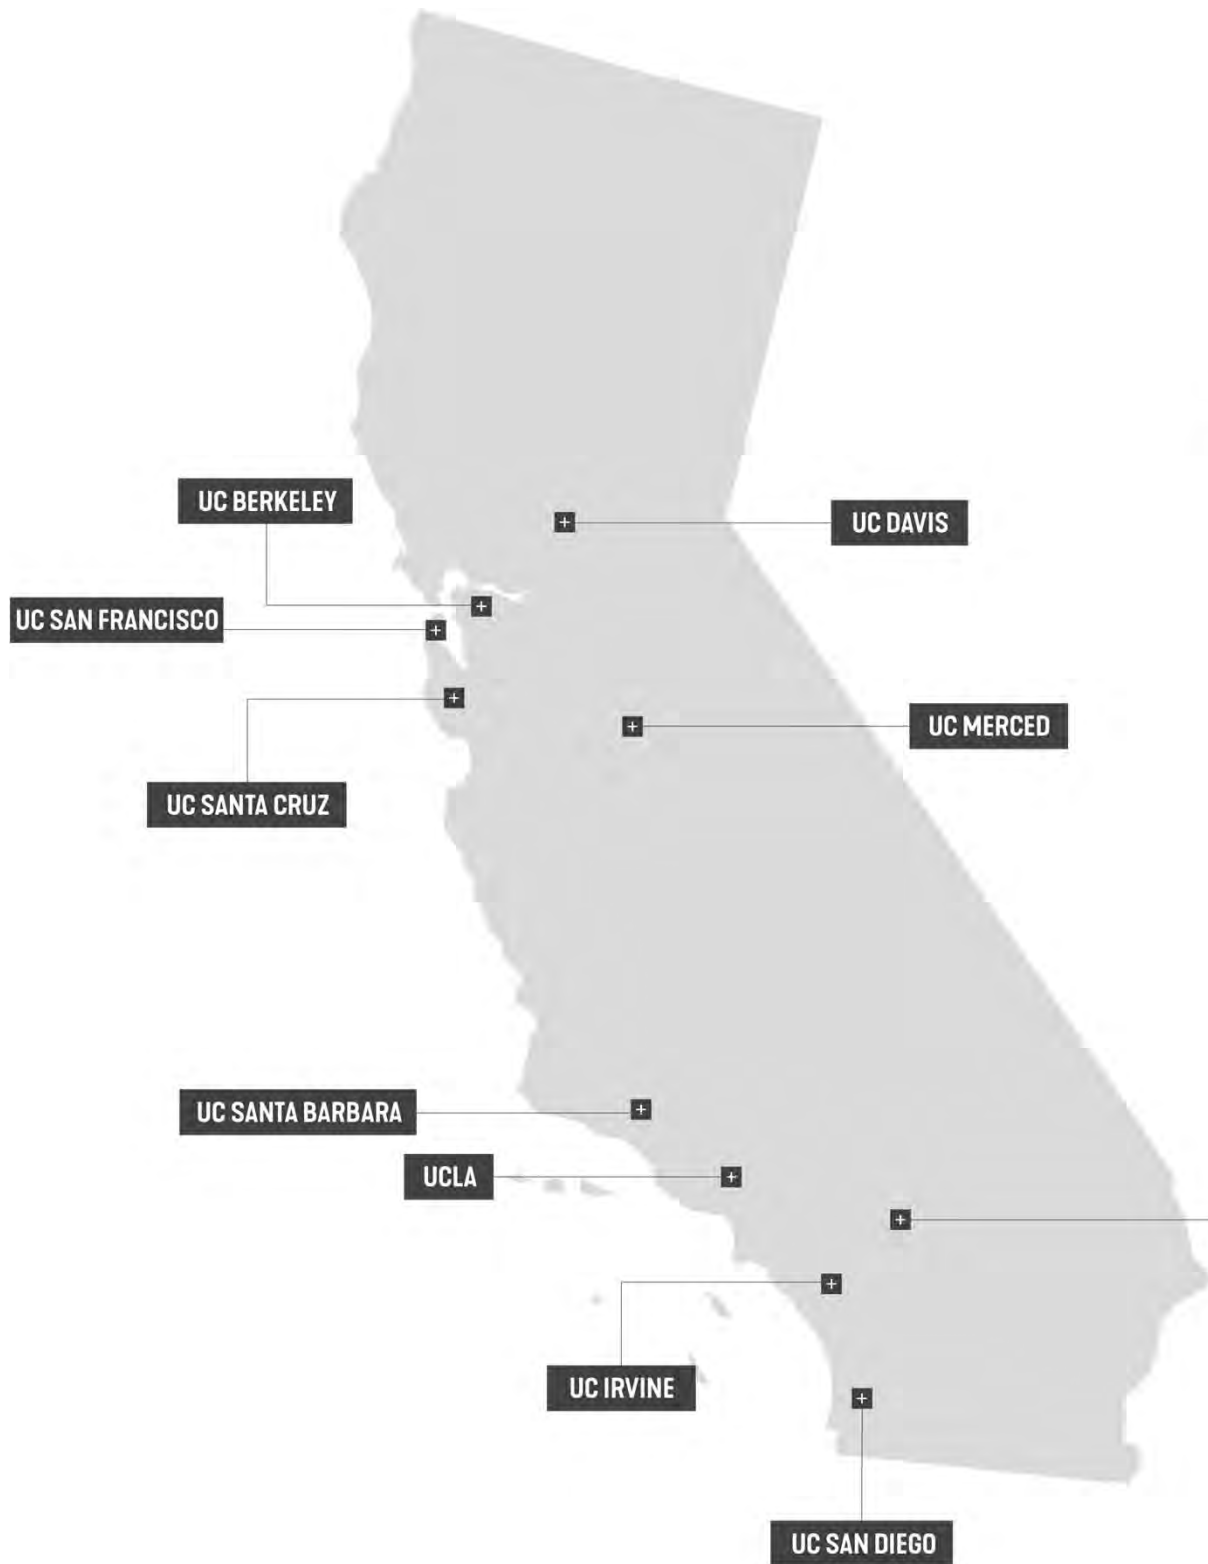 UC BERKELEY
UC DAVIS
UC SAN FRANCISCO
UC MERCED
UC SANTA CRUZ
UC SANTA BARBARA
UCLA
UC IRVINE
UC SAN DIEGO